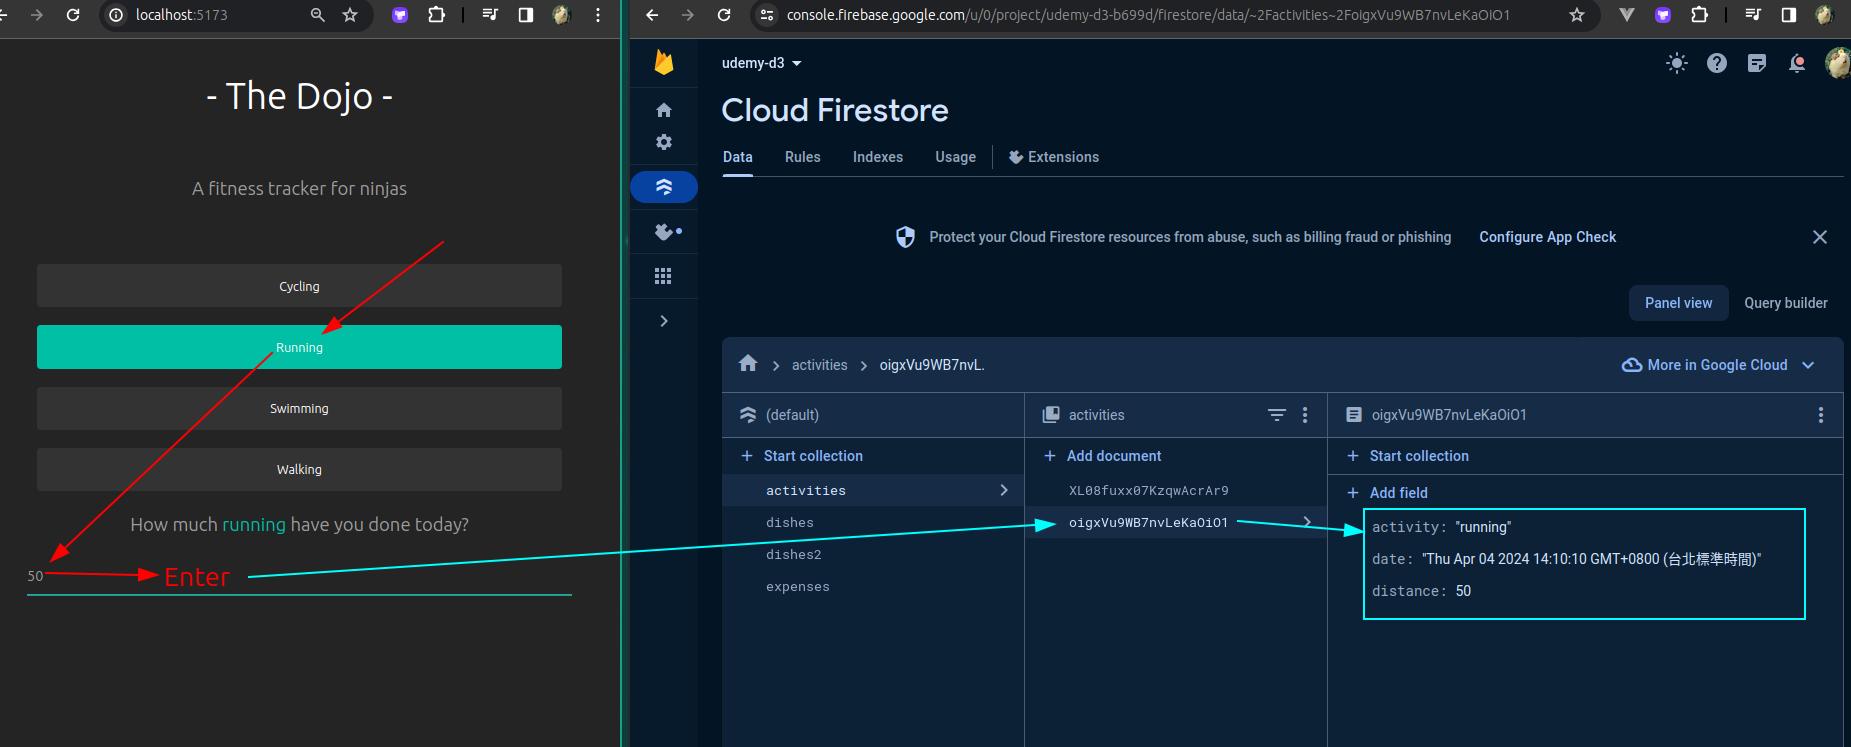 localhost:5173
- The Dojo -
A fitness tracker for ninjas
Cycling
Running
Swimming
Walking
How much running have you done today?
50
Enter
console.firebase.google.com/u/0/project/udemy-d3-b699d/firestore/data/~2Factivities~2FoigxVu9WB7nvLeKaOiO1
udemy-d3
Cloud Firestore
Data Rules Indexes Usage Extensions
Protect your Cloud Firestore resources from abuse, such as billing fraud or phishing Configure App Check
Panel view Query builder
activities oigxVu9WB7nvL.
More in Google Cloud
(default)
+ Start collection
activities
dishes
dishes2
expenses
activities
+ Add document
XL08fuxx07KzqwAcrAr9
oigxVu9WB7nvLeKaOiO1
oigxVu9WB7nvLeKaOiO1
+ Start collection
+ Add field
activity: "running"
date: "Thu Apr 04 2024 14:10:10 GMT+0800 (台北標準時間)"
distance: 50